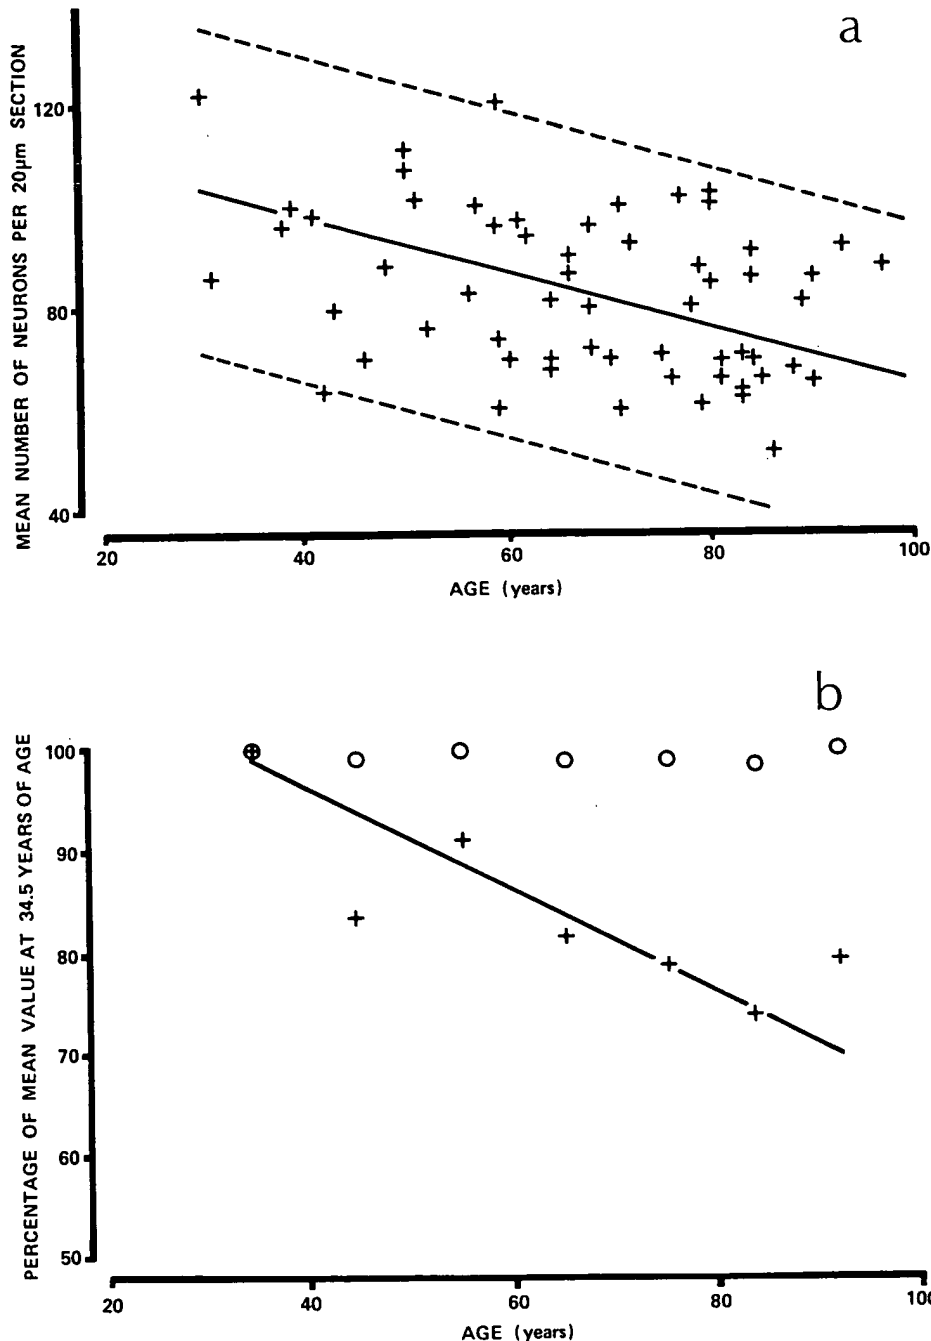 a
MEAN NUMBER OF NEURONS PER 20µm SECTION
120
80
40
20 40 60 80 100
AGE (years)
b
PERCENTAGE OF MEAN VALUE AT 34.5 YEARS OF AGE
100
90
80
70
60
50
20 40 60 80 100
AGE (years)